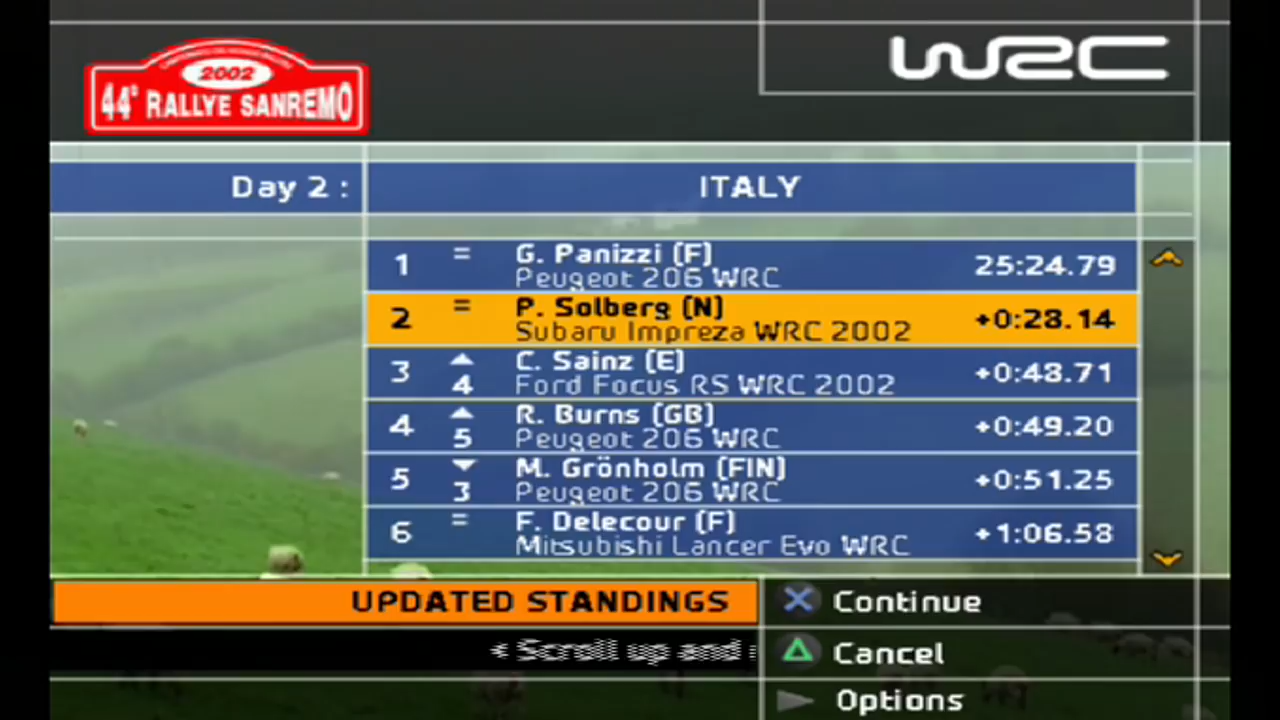 2002
44° RALLYE SANREMO
WRC
Day 2 :
ITALY
1 = G. Panizzi (F) 25:24.79
Peugeot 206 WRC
2 = P. Solberg (N) +0:28.14
Subaru Impreza WRC 2002
3 4 C. Sainz (E) +0:48.71
Ford Focus RS WRC 2002
4 5 R. Burns (GB) +0:49.20
Peugeot 206 WRC
5 3 M. Grönholm (FIN) +0:51.25
Peugeot 206 WRC
6 = F. Delecour (F) +1:06.58
Mitsubishi Lancer Evo WRC
UPDATED STANDINGS
Continue
Scroll up and
Cancel
Options